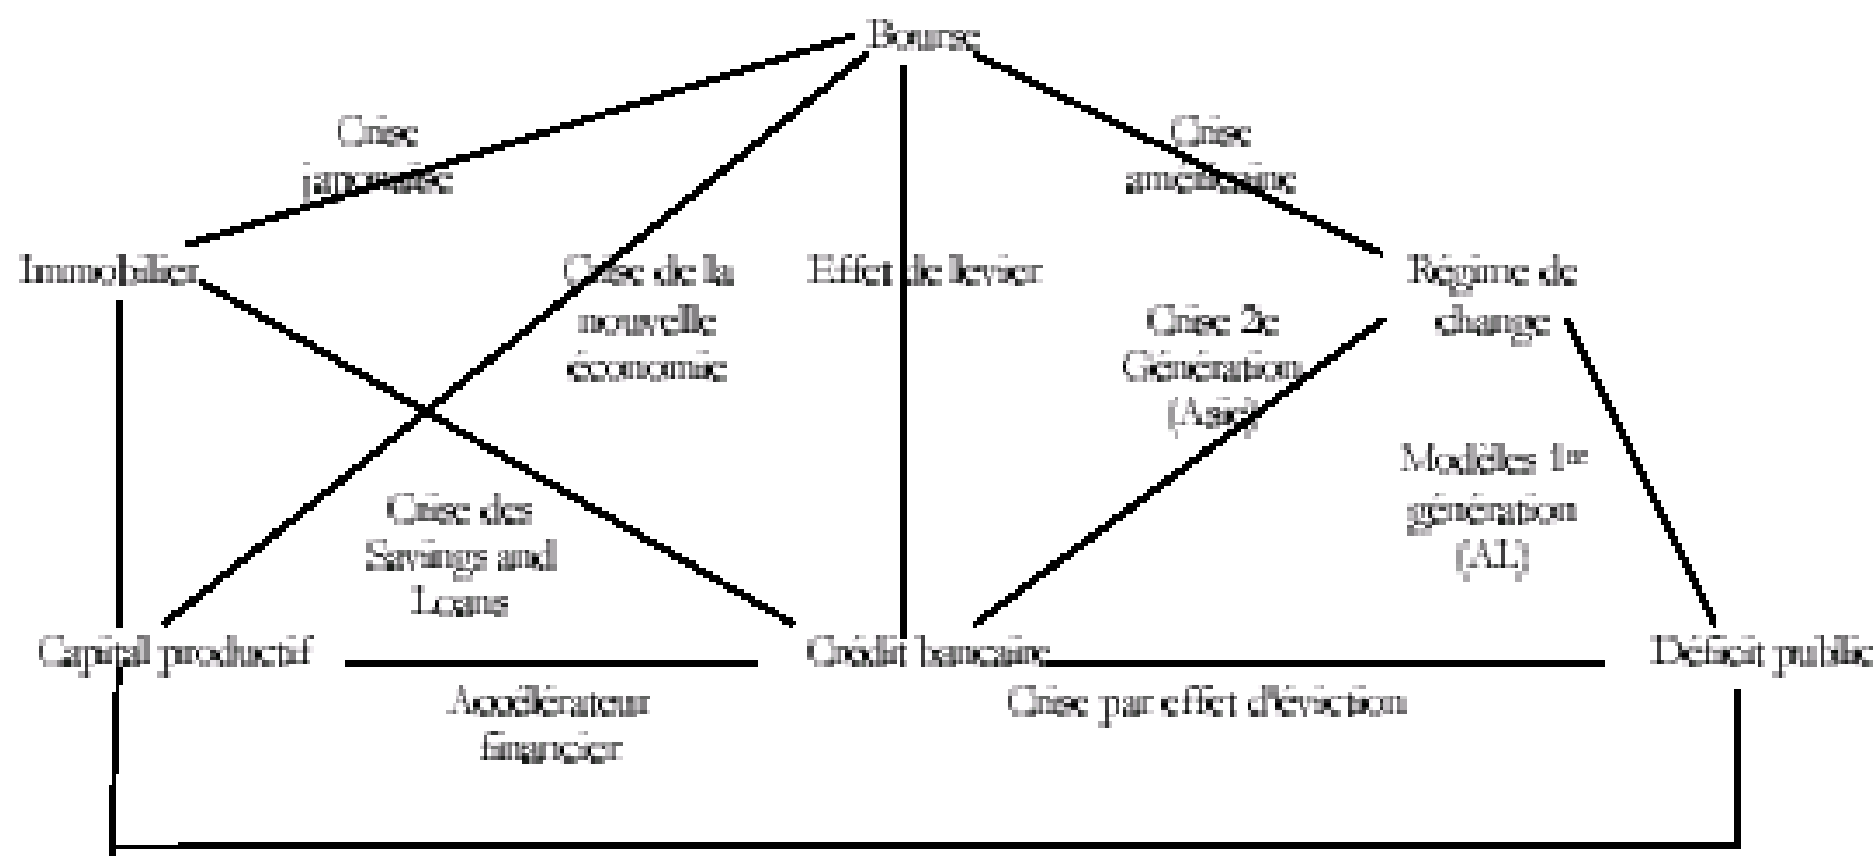 Bourse
Crise
japonaise
Crise
américaine
Immobilier
Crise de la
nouvelle
économie
Effet de levier
Régime de
change
Crise 2e
Génération
(Asie)
Modèles 1re
génération
(AL)
Crise des
Savings and
Loans
Capital productif
Crédit bancaire
Déficit public
Accélérateur
financier
Crise par effet d'éviction